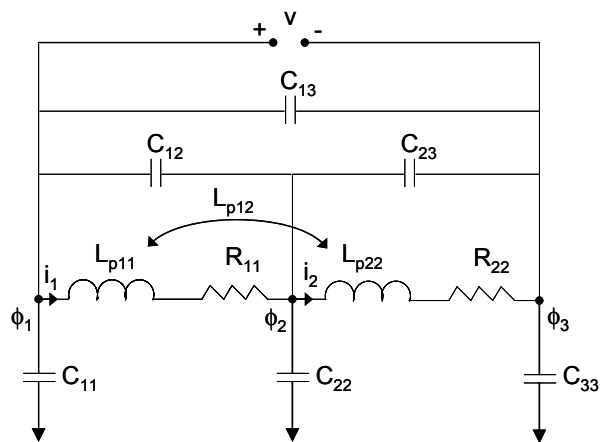 + v -
C13
C12 C23
Lp12
Lp11 R11 Lp22 R22
i1 i2
ϕ1 ϕ2 ϕ3
C11 C22 C33